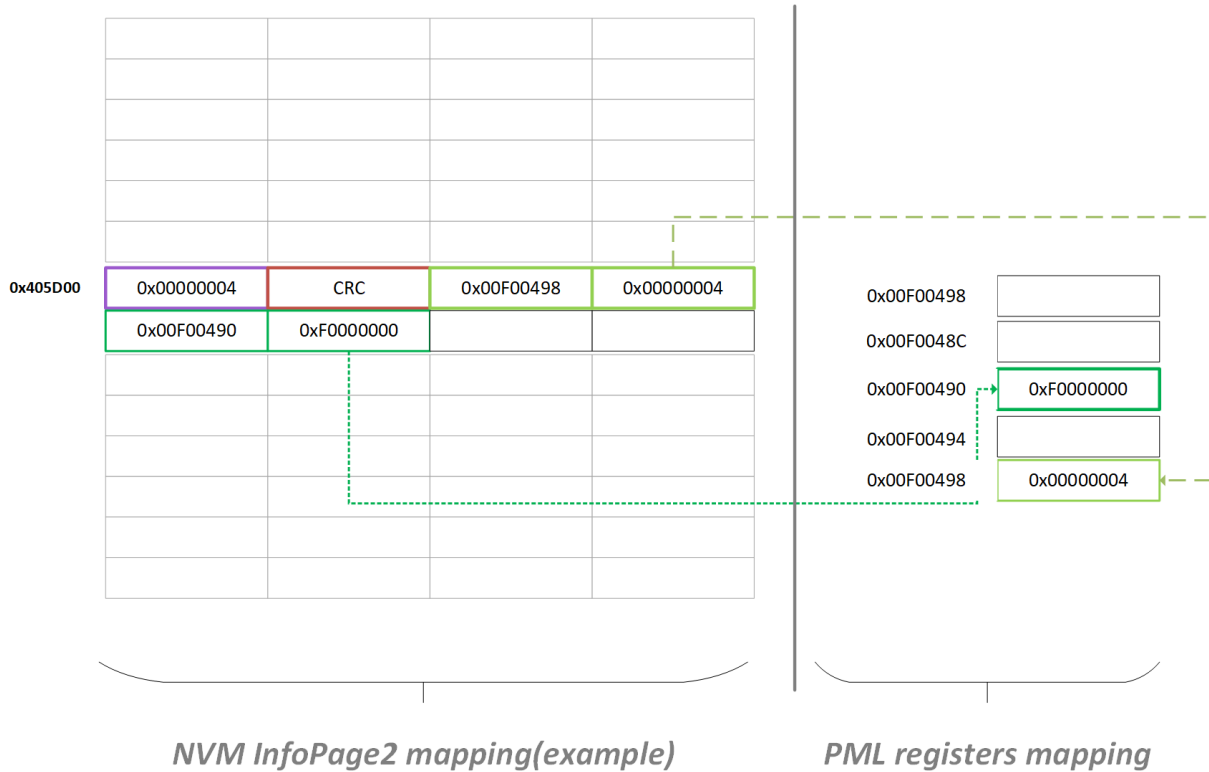 0x405D00 0x00000004 CRC 0x00F00498 0x00000004
0x00F00490 0xF0000000
0x00F00498
0x00F0048C
0x00F00490 0xF0000000
0x00F00494
0x00F00498 0x00000004
NVM InfoPage2 mapping(example)
PML registers mapping